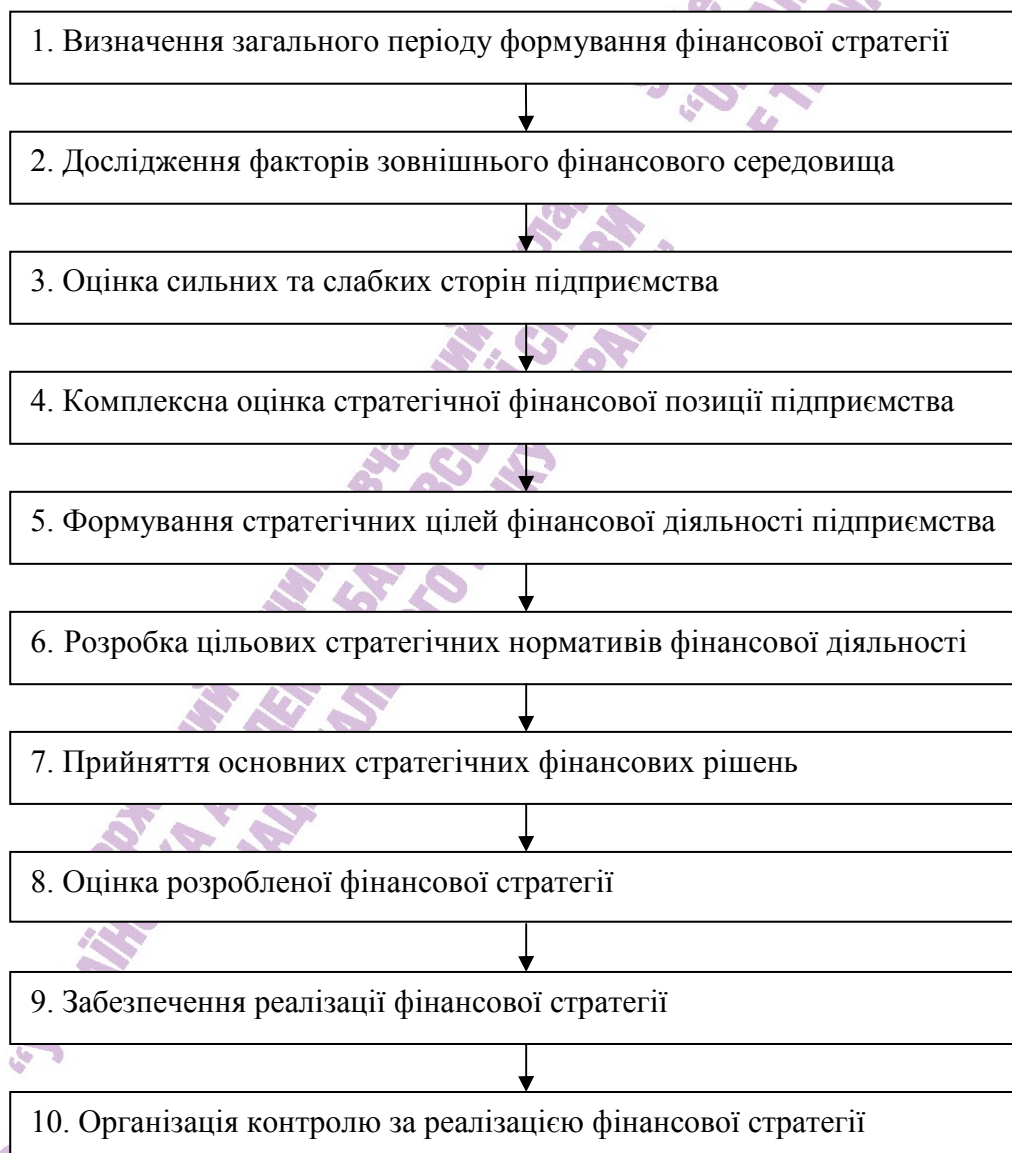 1. Визначення загального періоду формування фінансової стратегії
2. Дослідження факторів зовнішнього фінансового середовища
3. Оцінка сильних та слабких сторін підприємства
4. Комплексна оцінка стратегічної фінансової позиції підприємства
5. Формування стратегічних цілей фінансової діяльності підприємства
6. Розробка цільових стратегічних нормативів фінансової діяльності
7. Прийняття основних стратегічних фінансових рішень
8. Оцінка розробленої фінансової стратегії
9. Забезпечення реалізації фінансової стратегії
10. Організація контролю за реалізацією фінансової стратегії